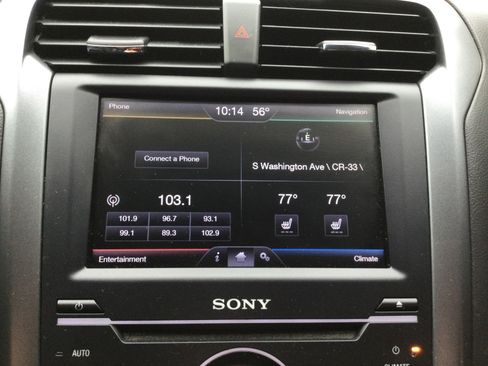 Phone
10:14 56°
Navigation
E
Connect a Phone
S Washington Ave \ CR-33 \
103.1
77° 77°
101.9 96.7 93.1
99.1 89.3 102.9
Entertainment
i
Climate
SONY
AUTO
CLIMATE